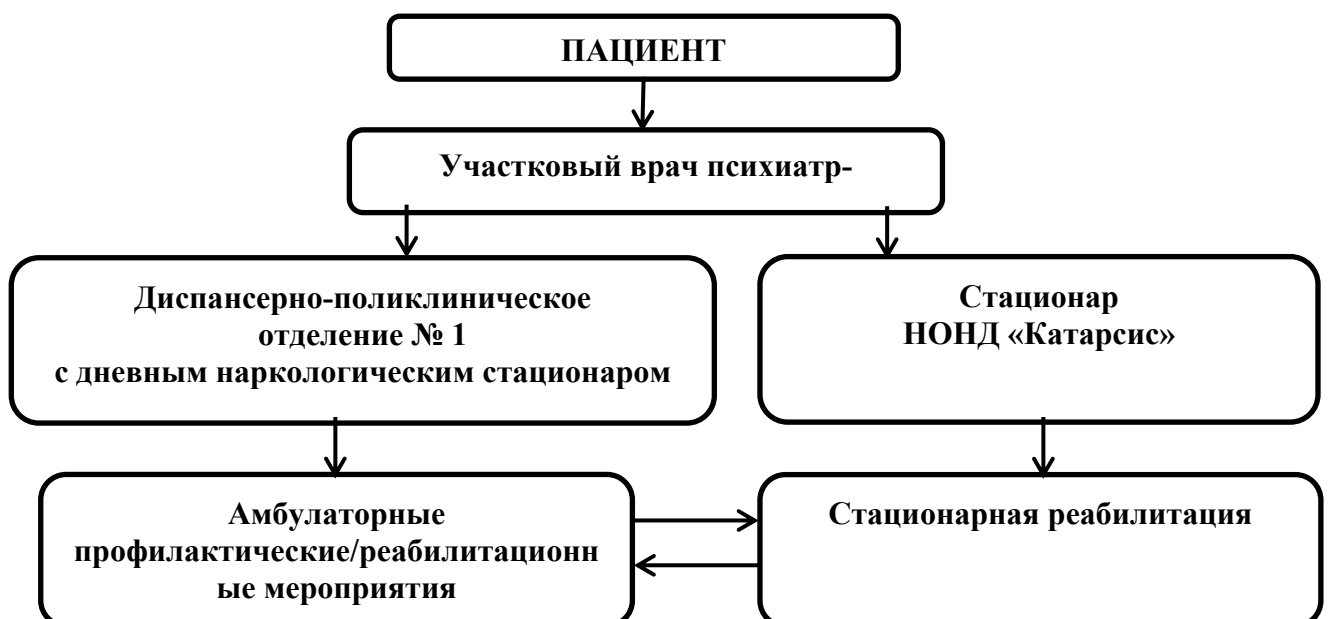 ПАЦИЕНТ
Участковый врач психиатр-
Диспансерно-поликлиническое
отделение № 1
с дневным наркологическим стационаром
Стационар
НОНД «Катарсис»
Амбулаторные
профилактические/реабилитационн
ые мероприятия
Стационарная реабилитация